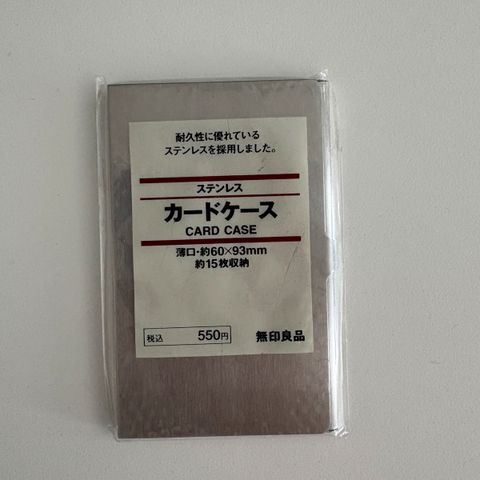 耐久性に優れている
ステンレスを採用しました。
ステンレス
カードケース
CARD CASE
薄口・約60×93mm
約15枚収納
税込 550円 無印良品